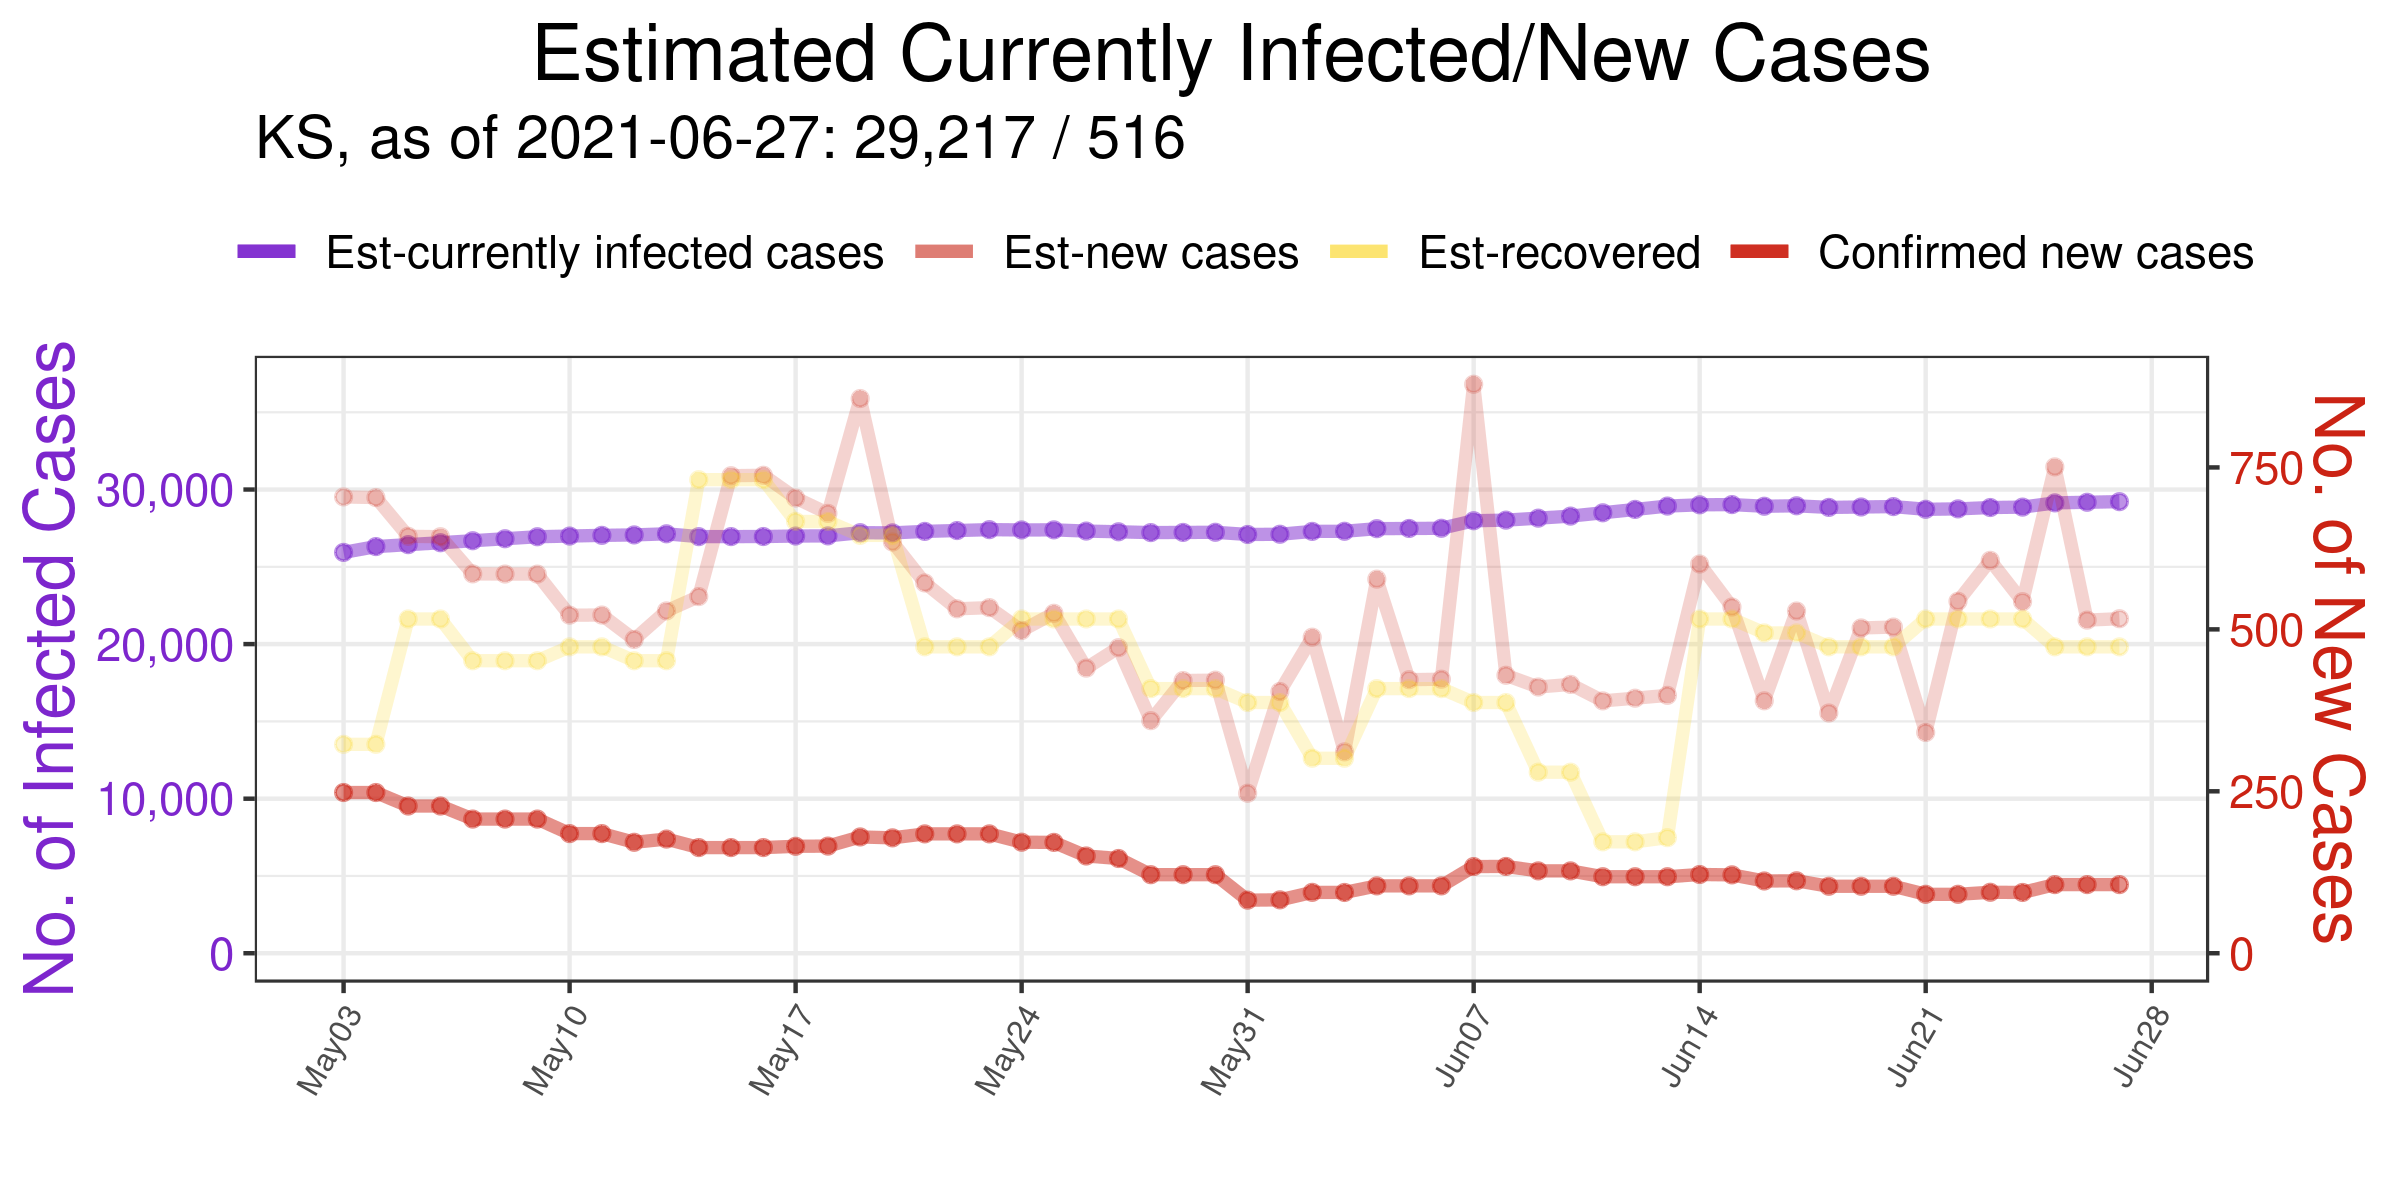 Estimated Currently Infected/New Cases
KS, as of 2021-06-27: 29,217 / 516
Est-currently infected cases Est-new cases Est-recovered Confirmed new cases
No. of Infected Cases
30,000
20,000
10,000
0
750
500
250
0
No. of New Cases
May03 May10 May17 May24 May31 Jun07 Jun14 Jun21 Jun28